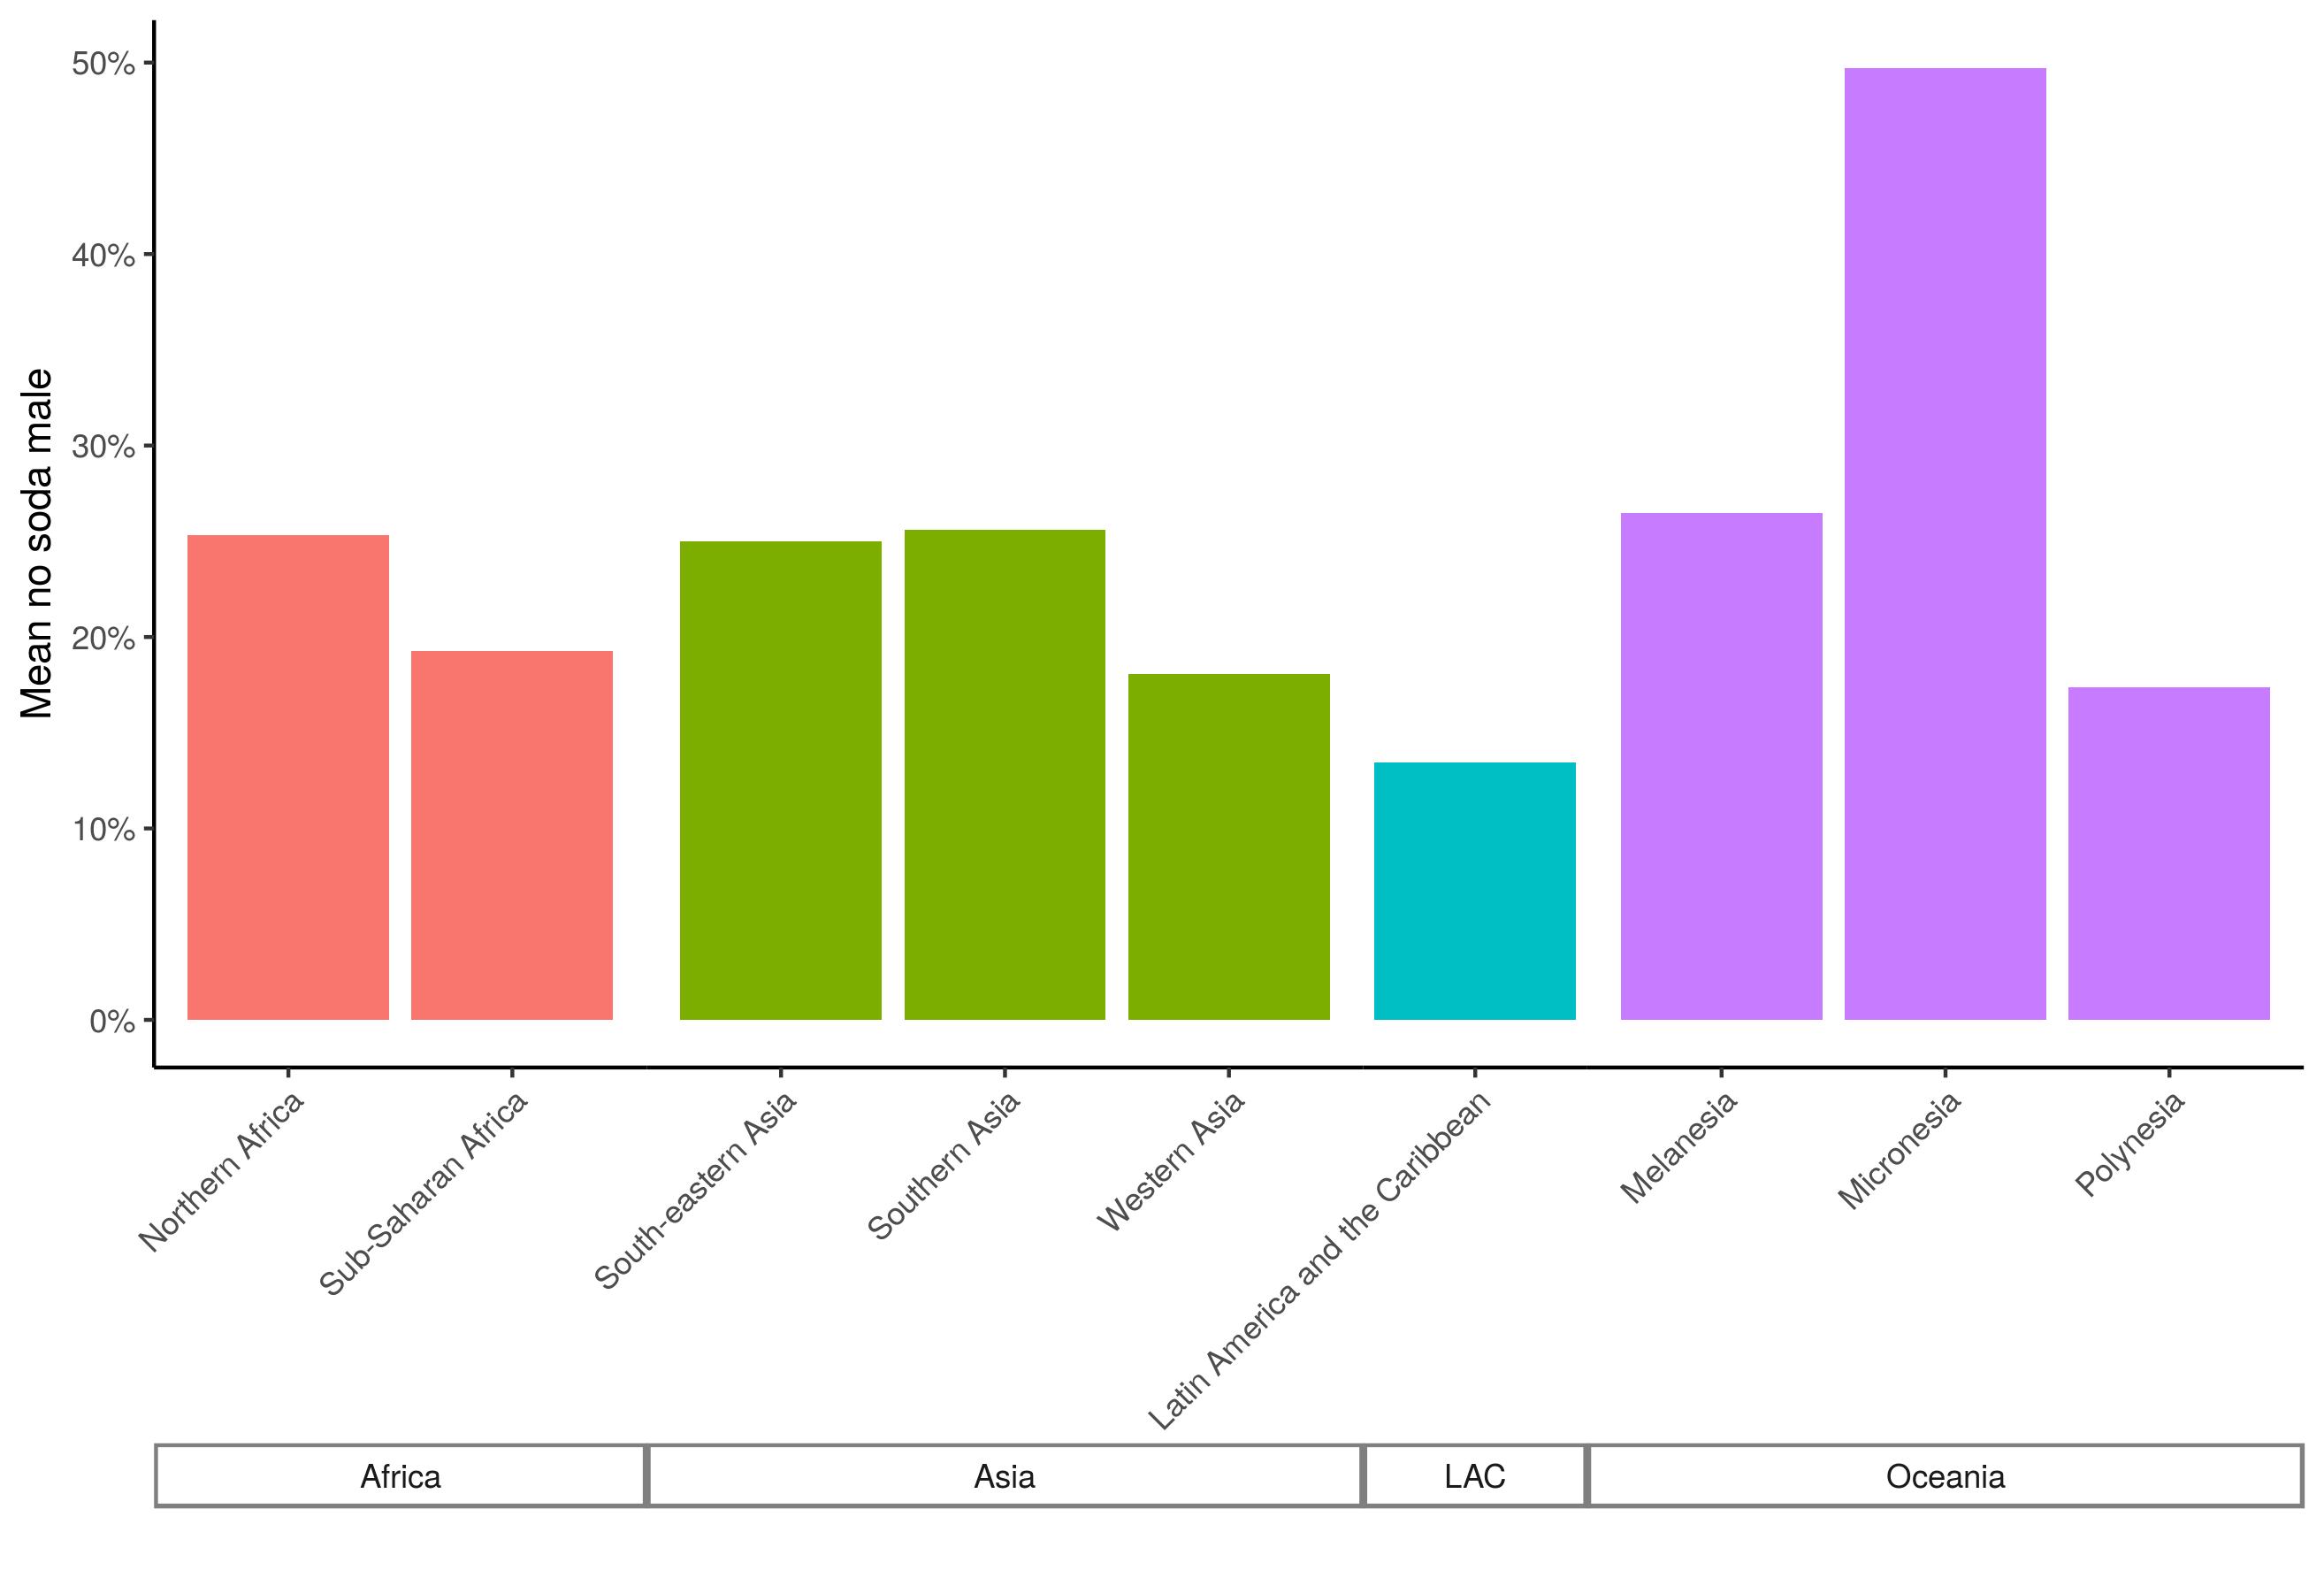 Mean no soda male
50%
40%
30%
20%
10%
0%
Northern Africa
Sub-Saharan Africa
South-eastern Asia
Southern Asia
Western Asia
Latin America and the Caribbean
Melanesia
Micronesia
Polynesia
Africa
Asia
LAC
Oceania